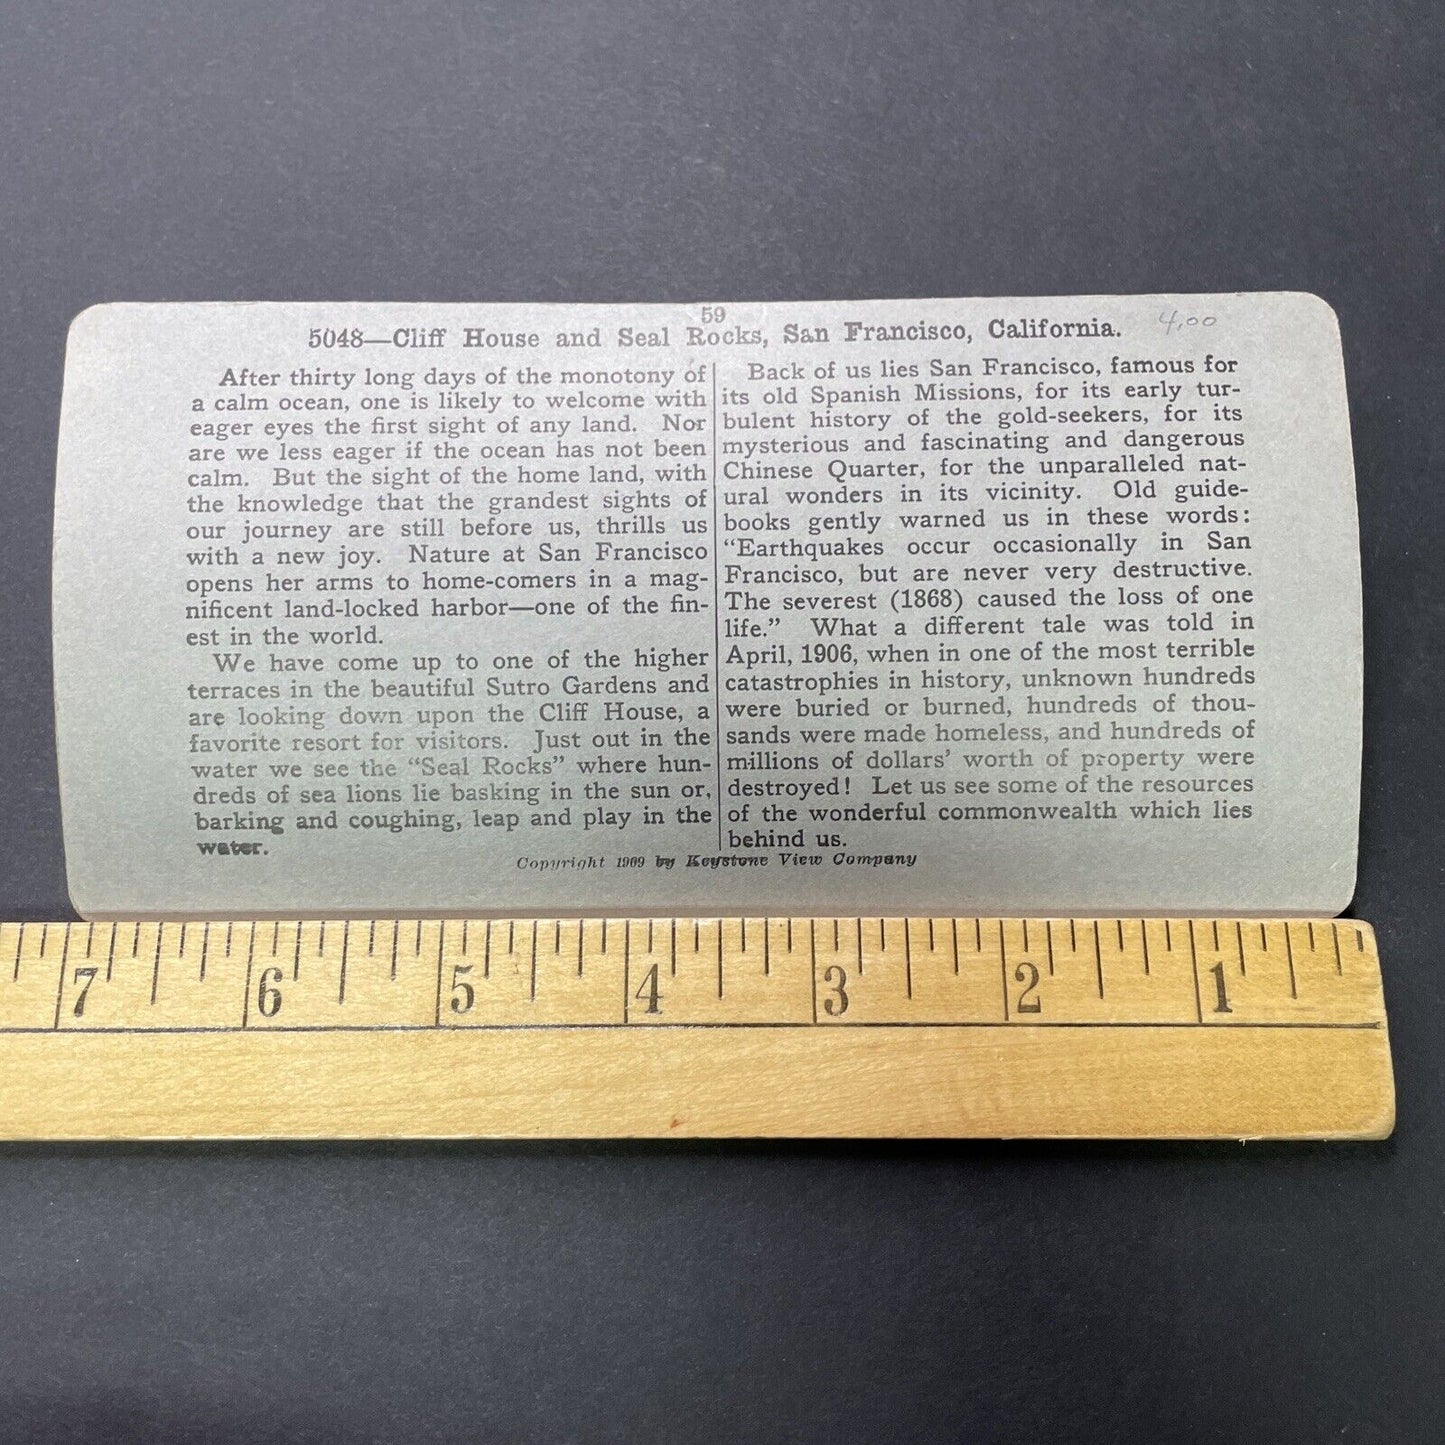 59
5048—Cliff House and Seal Rocks, San Francisco, California.
4,00
After thirty long days of the monotony of
a calm ocean, one is likely to welcome with
eager eyes the first sight of any land. Nor
are we less eager if the ocean has not been
calm. But the sight of the home land, with
the knowledge that the grandest sights of
our journey are still before us, thrills us
with a new joy. Nature at San Francisco
opens her arms to home-comers in a mag-
nificent land-locked harbor—one of the fin-
est in the world.
We have come up to one of the higher
terraces in the beautiful Sutro Gardens and
are looking down upon the Cliff House, a
favorite resort for visitors. Just out in the
water we see the "Seal Rocks" where hun-
dreds of sea lions lie basking in the sun or,
barking and coughing, leap and play in the
water.
Back of us lies San Francisco, famous for
its old Spanish Missions, for its early tur-
bulent history of the gold-seekers, for its
mysterious and fascinating and dangerous
Chinese Quarter, for the unparalleled nat-
ural wonders in its vicinity. Old guide-
books gently warned us in these words:
"Earthquakes occur occasionally in San
Francisco, but are never very destructive.
The severest (1868) caused the loss of one
life." What a different tale was told in
April, 1906, when in one of the most terrible
catastrophies in history, unknown hundreds
were buried or burned, hundreds of thou-
sands were made homeless, and hundreds of
millions of dollars' worth of property were
destroyed! Let us see some of the resources
of the wonderful commonwealth which lies
behind us.
Copyright 1909 by Keystone View Company
7 6 5 4 3 2 1